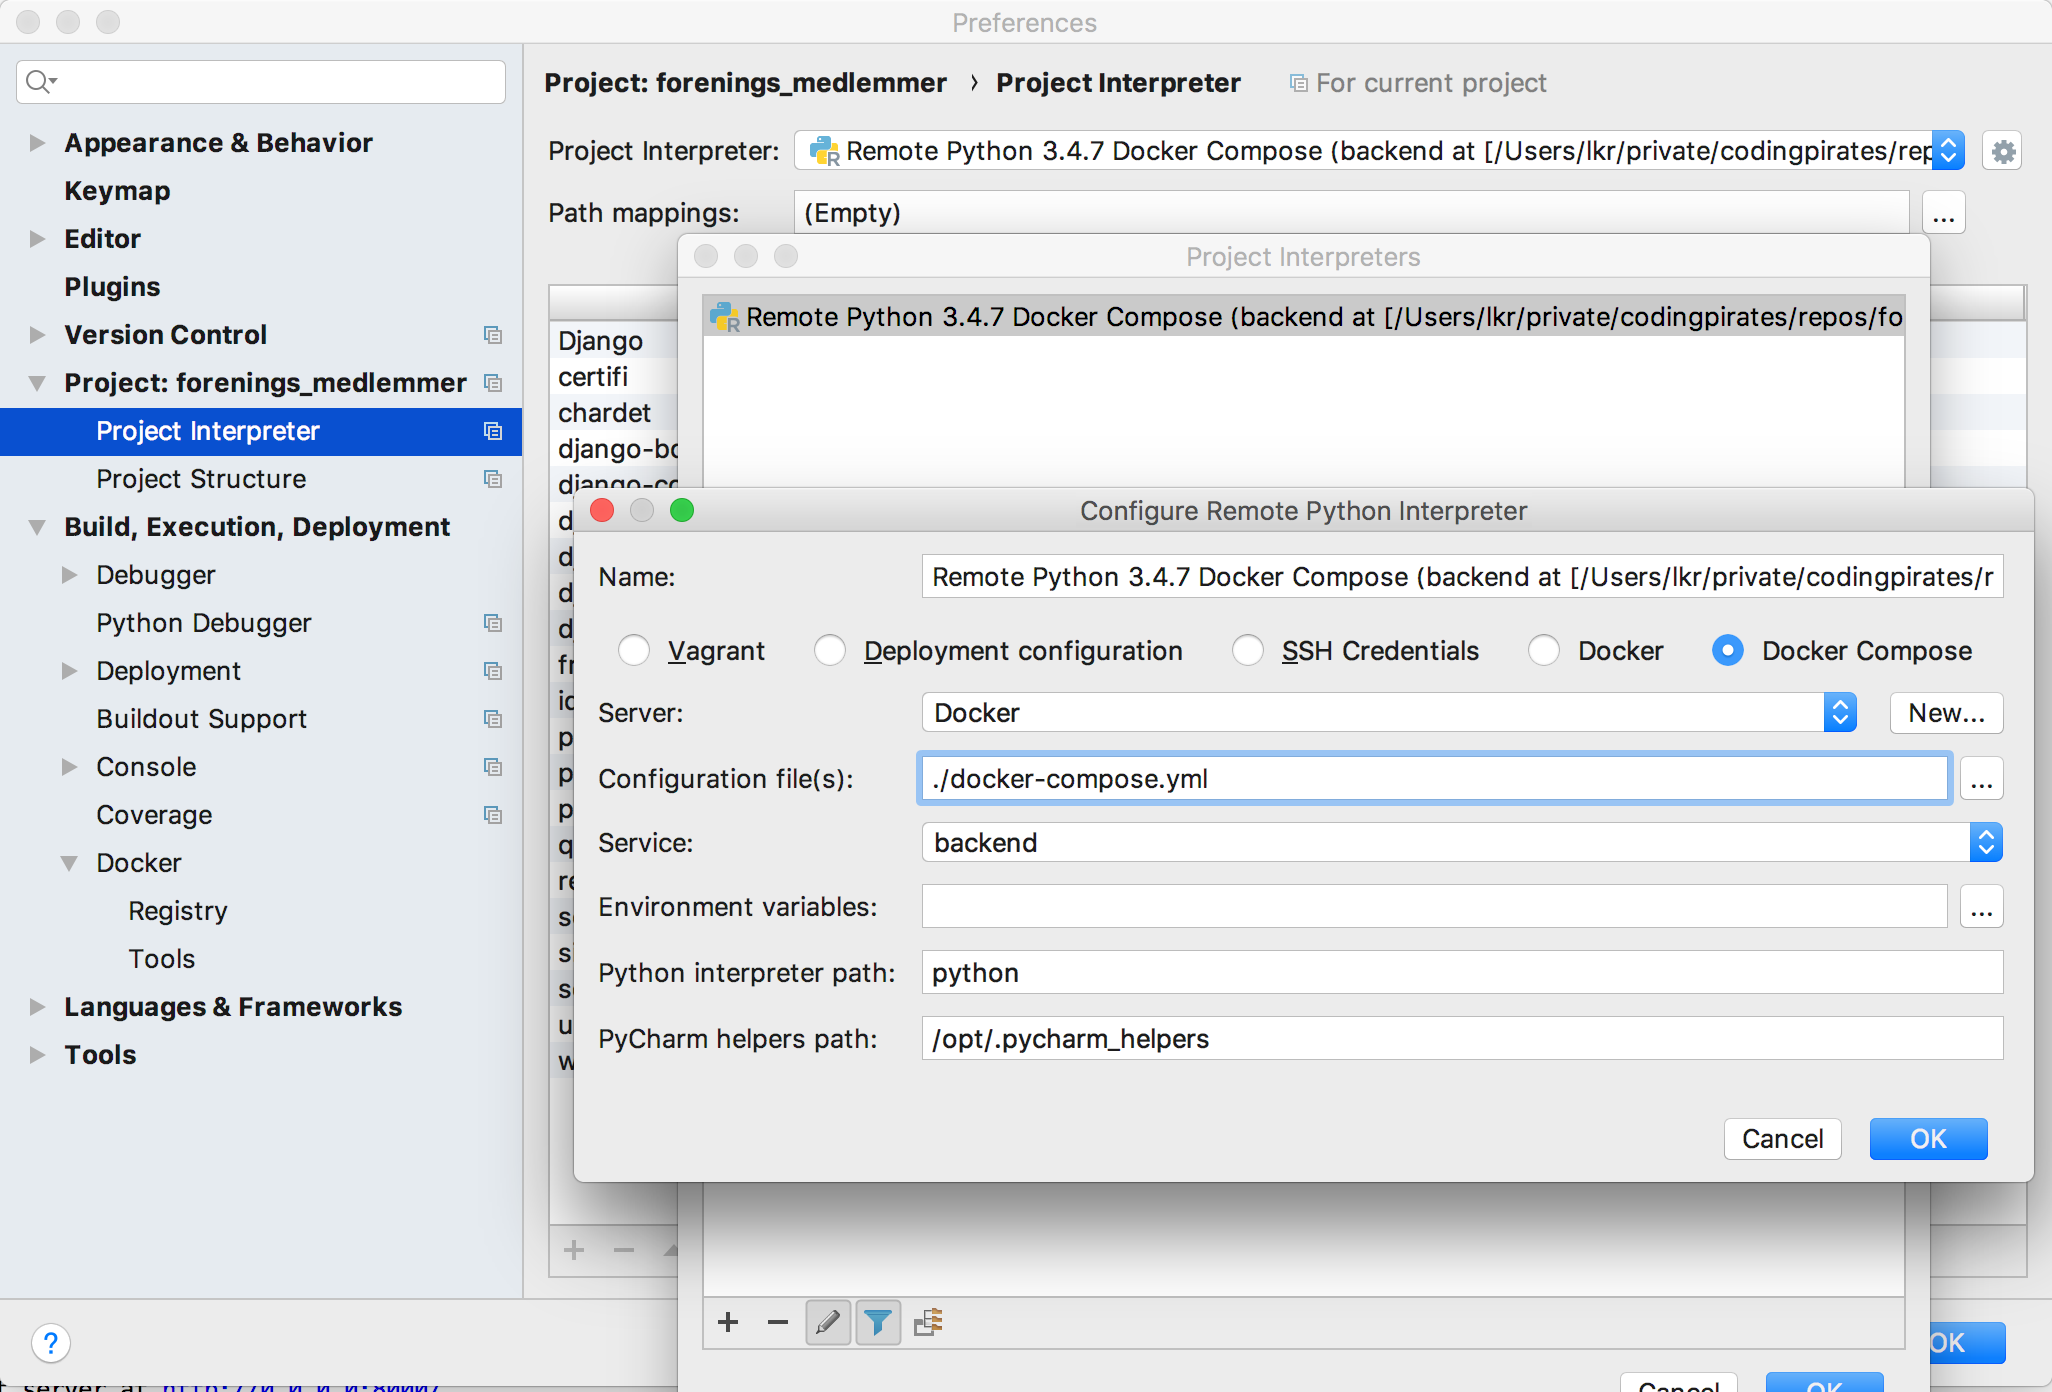 Preferences
Project: forenings_medlemmer › Project Interpreter For current project
Appearance & Behavior
Keymap
Editor
Plugins
Version Control
Project: forenings_medlemmer
Project Interpreter
Project Structure
Build, Execution, Deployment
Debugger
Python Debugger
Deployment
Buildout Support
Console
Coverage
Docker
Registry
Tools
Languages & Frameworks
Tools
?
Project Interpreter: Remote Python 3.4.7 Docker Compose (backend at [/Users/lkr/private/codingpirates/rep
Path mappings: (Empty) ...
Django
certifi
chardet
Project Interpreters
Remote Python 3.4.7 Docker Compose (backend at [/Users/lkr/private/codingpirates/repos/fo
Configure Remote Python Interpreter
Name: Remote Python 3.4.7 Docker Compose (backend at [/Users/lkr/private/codingpirates/r
Vagrant Deployment configuration SSH Credentials Docker Docker Compose
Server: Docker New...
Configuration file(s): ./docker-compose.yml ...
Service: backend
Environment variables: ...
Python interpreter path: python
PyCharm helpers path: /opt/.pycharm_helpers
Cancel OK
OK
Cancel OK
server at